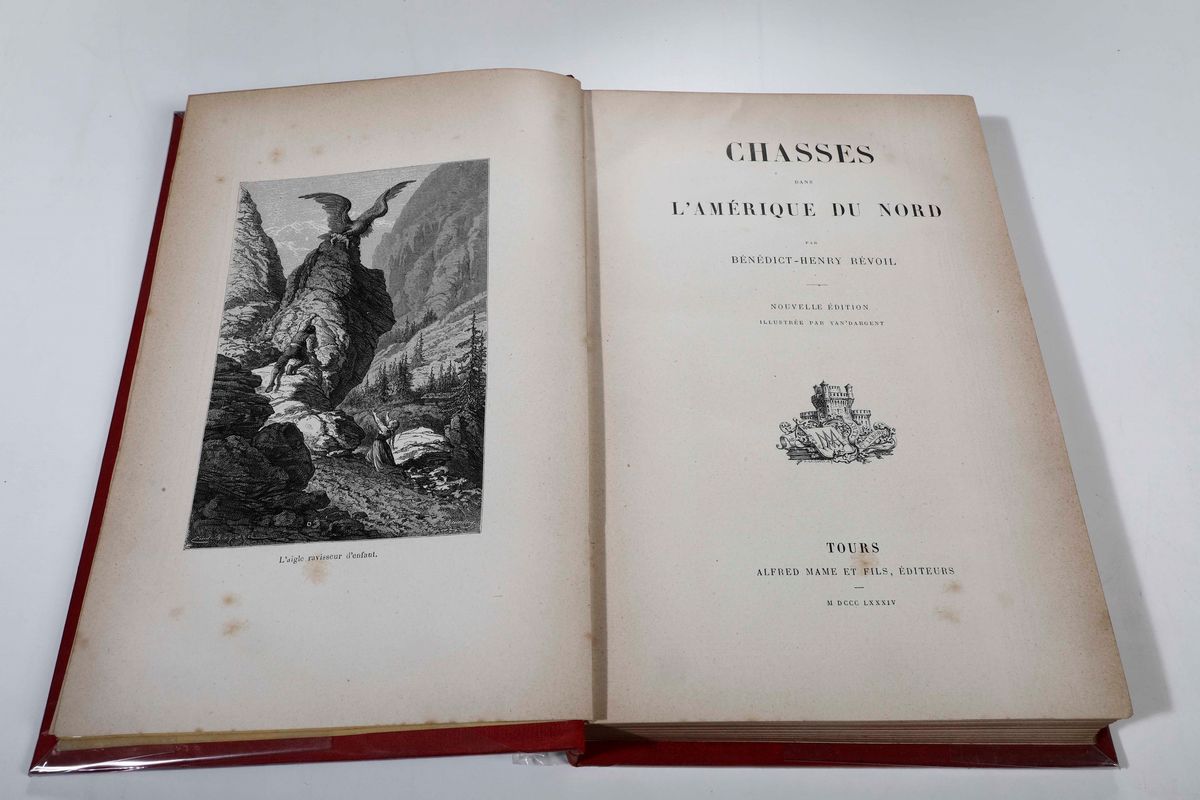 L'aigle ravisseur d'enfant.
CHASSES
DANS
L'AMÉRIQUE DU NORD
PAR
BÉNÉDICT-HENRY RÉVOIL
NOUVELLE ÉDITION
ILLUSTRÉE PAR YAN'DARGENT
TOURS
ALFRED MAME ET FILS, ÉDITEURS
M DCCC LXXXIV